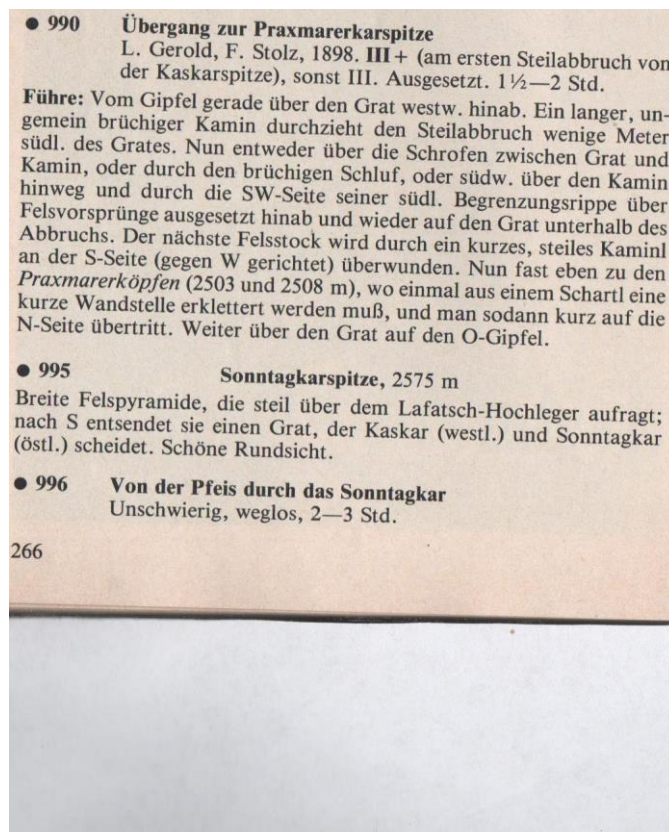 ● 990 Übergang zur Praxmarerkarspitze
L. Gerold, F. Stolz, 1898. III+ (am ersten Steilabbruch von
der Kaskarspitze), sonst III. Ausgesetzt. 1½—2 Std.
Führe: Vom Gipfel gerade über den Grat westw. hinab. Ein langer, un-
gemein brüchiger Kamin durchzieht den Steilabbruch wenige Meter
südl. des Grates. Nun entweder über die Schrofen zwischen Grat und
Kamin, oder durch den brüchigen Schluf, oder südw. über den Kamin
hinweg und durch die SW-Seite seiner südl. Begrenzungsrippe über
Felsvorsprünge ausgesetzt hinab und wieder auf den Grat unterhalb des
Abbruchs. Der nächste Felsstock wird durch ein kurzes, steiles Kaminl
an der S-Seite (gegen W gerichtet) überwunden. Nun fast eben zu den
Praxmarerköpfen (2503 und 2508 m), wo einmal aus einem Schartl eine
kurze Wandstelle erklettert werden muß, und man sodann kurz auf die
N-Seite übertritt. Weiter über den Grat auf den O-Gipfel.
● 995 Sonntagkarspitze, 2575 m
Breite Felspyramide, die steil über dem Lafatsch-Hochleger aufragt;
nach S entsendet sie einen Grat, der Kaskar (westl.) und Sonntagkar
(östl.) scheidet. Schöne Rundsicht.
● 996 Von der Pfeis durch das Sonntagkar
Unschwierig, weglos, 2—3 Std.
266